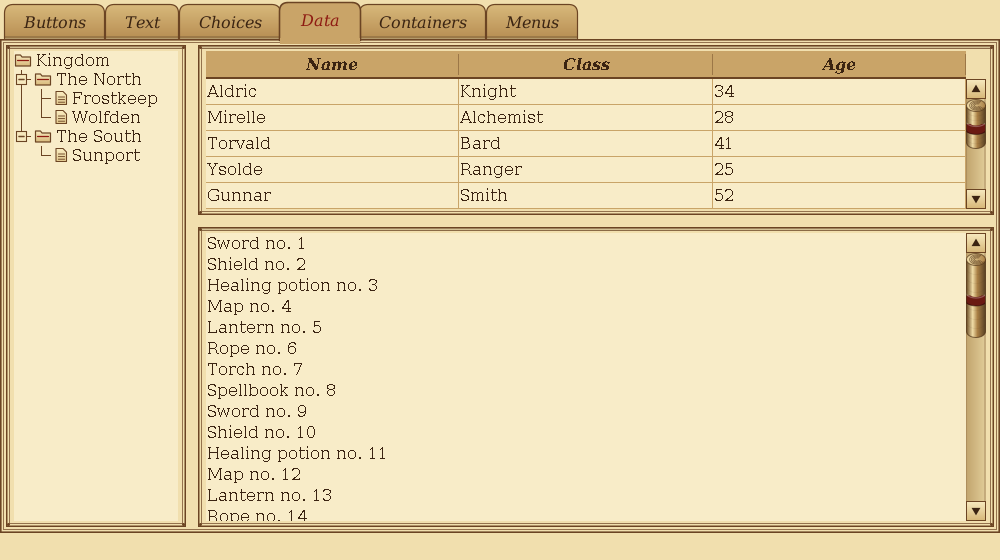 Buttons Text Choices Data Containers Menus
Kingdom
The North
Frostkeep
Wolfden
The South
Sunport
Name Class Age
Aldric Knight 34
Mirelle Alchemist 28
Torvald Bard 41
Ysolde Ranger 25
Gunnar Smith 52
Sword no. 1
Shield no. 2
Healing potion no. 3
Map no. 4
Lantern no. 5
Rope no. 6
Torch no. 7
Spellbook no. 8
Sword no. 9
Shield no. 10
Healing potion no. 11
Map no. 12
Lantern no. 13
Rope no. 14